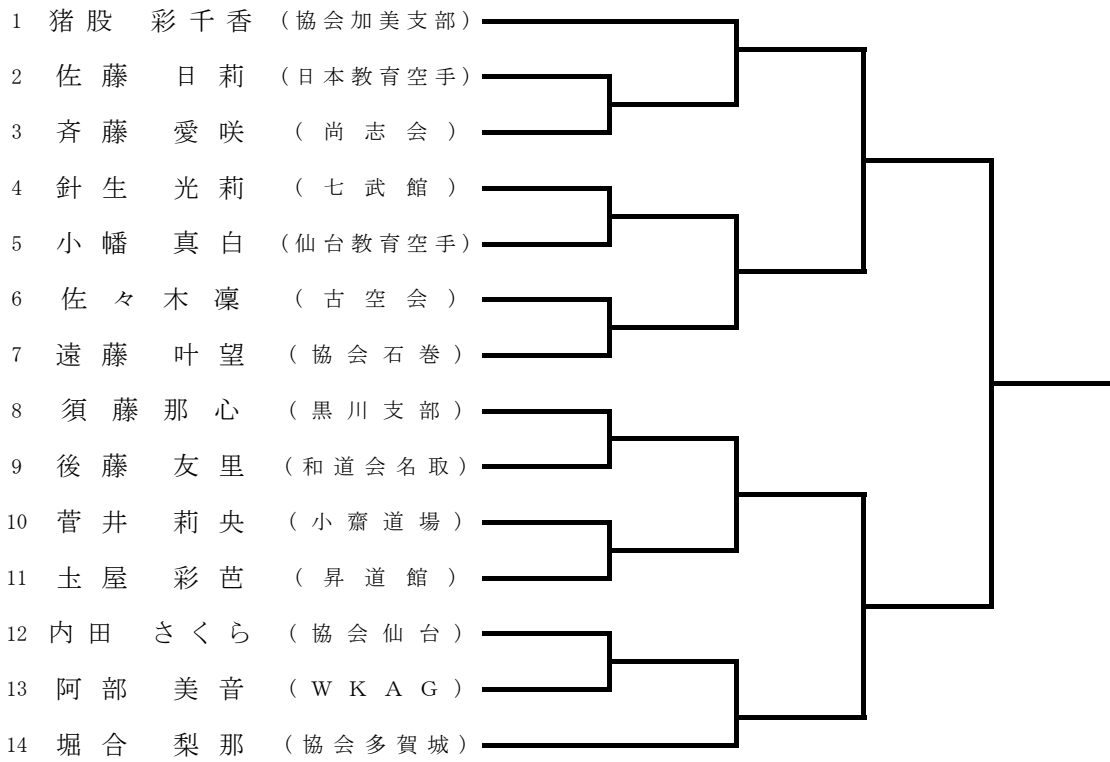 1 猪股 彩千香 (協会加美支部)
2 佐藤 日莉 (日本教育空手)
3 斉藤 愛咲 (尚志会)
4 針生 光莉 (七武館)
5 小幡 真白 (仙台教育空手)
6 佐々木凜 (古空会)
7 遠藤 叶望 (協会石巻)
8 須藤那心 (黒川支部)
9 後藤 友里 (和道会名取)
10 菅井 莉央 (小齋道場)
11 圡屋 彩芭 (昇道館)
12 内田 さくら (協会仙台)
13 阿部 美音 (WKAG)
14 堀合 梨那 (協会多賀城)